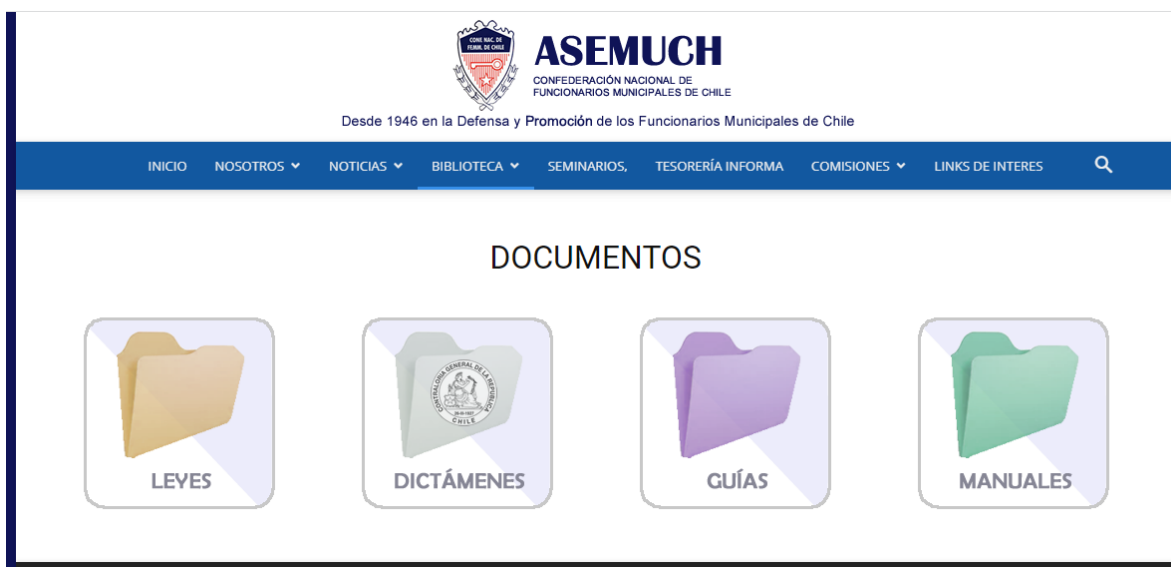 CONF. NAC. DE
FEMM. DE CHILE
ASEMUCH
CONFEDERACIÓN NACIONAL DE
FUNCIONARIOS MUNICIPALES DE CHILE
Desde 1946 en la Defensa y Promoción de los Funcionarios Municipales de Chile
INICIO NOSOTROS NOTICIAS BIBLIOTECA SEMINARIOS, TESORERÍA INFORMA COMISIONES LINKS DE INTERES
DOCUMENTOS
CONTRALORIA GENERAL DE LA REPUBLICA
CHILE
LEYES DICTÁMENES GUÍAS MANUALES